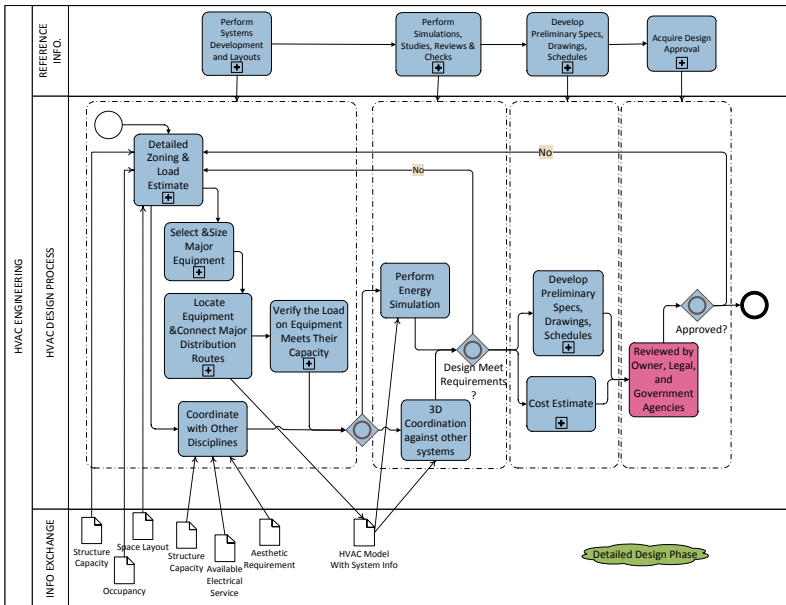 HVAC ENGINEERING
REFERENCE
INFO.
Perform
Systems
Development
and Layouts
Perform
Simulations,
Studies, Reviews &
Checks
Develop
Preliminary Specs,
Drawings,
Schedules
Acquire Design
Approval
HVAC DESIGN PROCESS
Detailed
Zoning &
Load
Estimate
No
No
Select &Size
Major
Equipment
Locate
Equipment
&Connect Major
Distribution
Routes
Verify the Load
on Equipment
Meets Their
Capacity
Coordinate
with Other
Disciplines
Perform
Energy
Simulation
3D
Coordination
against other
systems
Design Meet
Requirements
?
Develop
Preliminary
Specs,
Drawings,
Schedules
Cost Estimate
Reviewed by
Owner, Legal,
and
Government
Agencies
Approved?
INFO EXCHANGE
Structure
Capacity
Occupancy
Space Layout
Structure
Capacity
Available
Electrical
Service
Aesthetic
Requirement
HVAC Model
With System Info
Detailed Design Phase